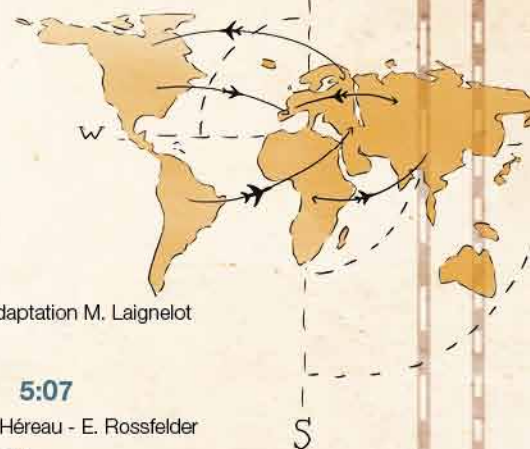 W
daptation M. Laignelot
5:07
Héreau - E. Rossfelder
S